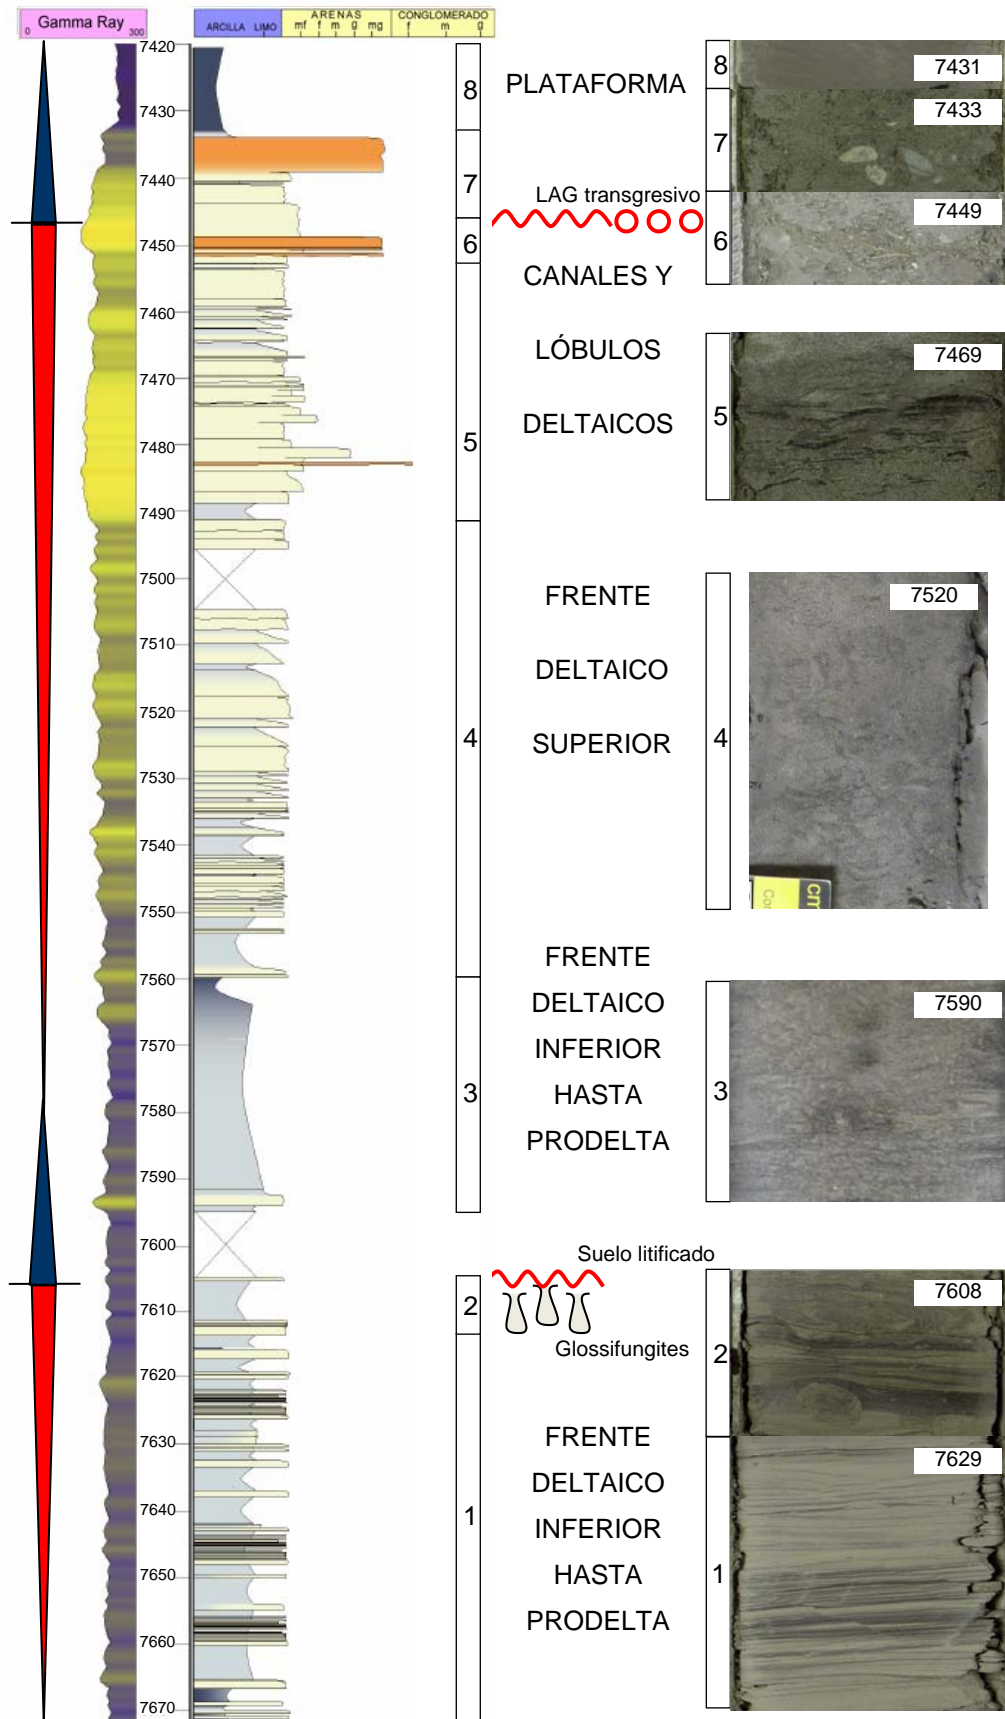 Gamma Ray
0 300
ARCILLA LIMO
ARENAS
mf f m g mg
CONGLOMERADO
f m g
7420
7430
7440
7450
7460
7470
7480
7490
7500
7510
7520
7530
7540
7550
7560
7570
7580
7590
7600
7610
7620
7630
7640
7650
7660
7670
8
7
6
5
4
3
2
1
PLATAFORMA
LAG transgresivo
CANALES Y
LÓBULOS
DELTAICOS
FRENTE
DELTAICO
SUPERIOR
FRENTE
DELTAICO
INFERIOR
HASTA
PRODELTA
Suelo litificado
Glossifungites
FRENTE
DELTAICO
INFERIOR
HASTA
PRODELTA
8
7431
7
7433
6
7449
5
7469
4
7520
cm
3
7590
2
7608
1
7629